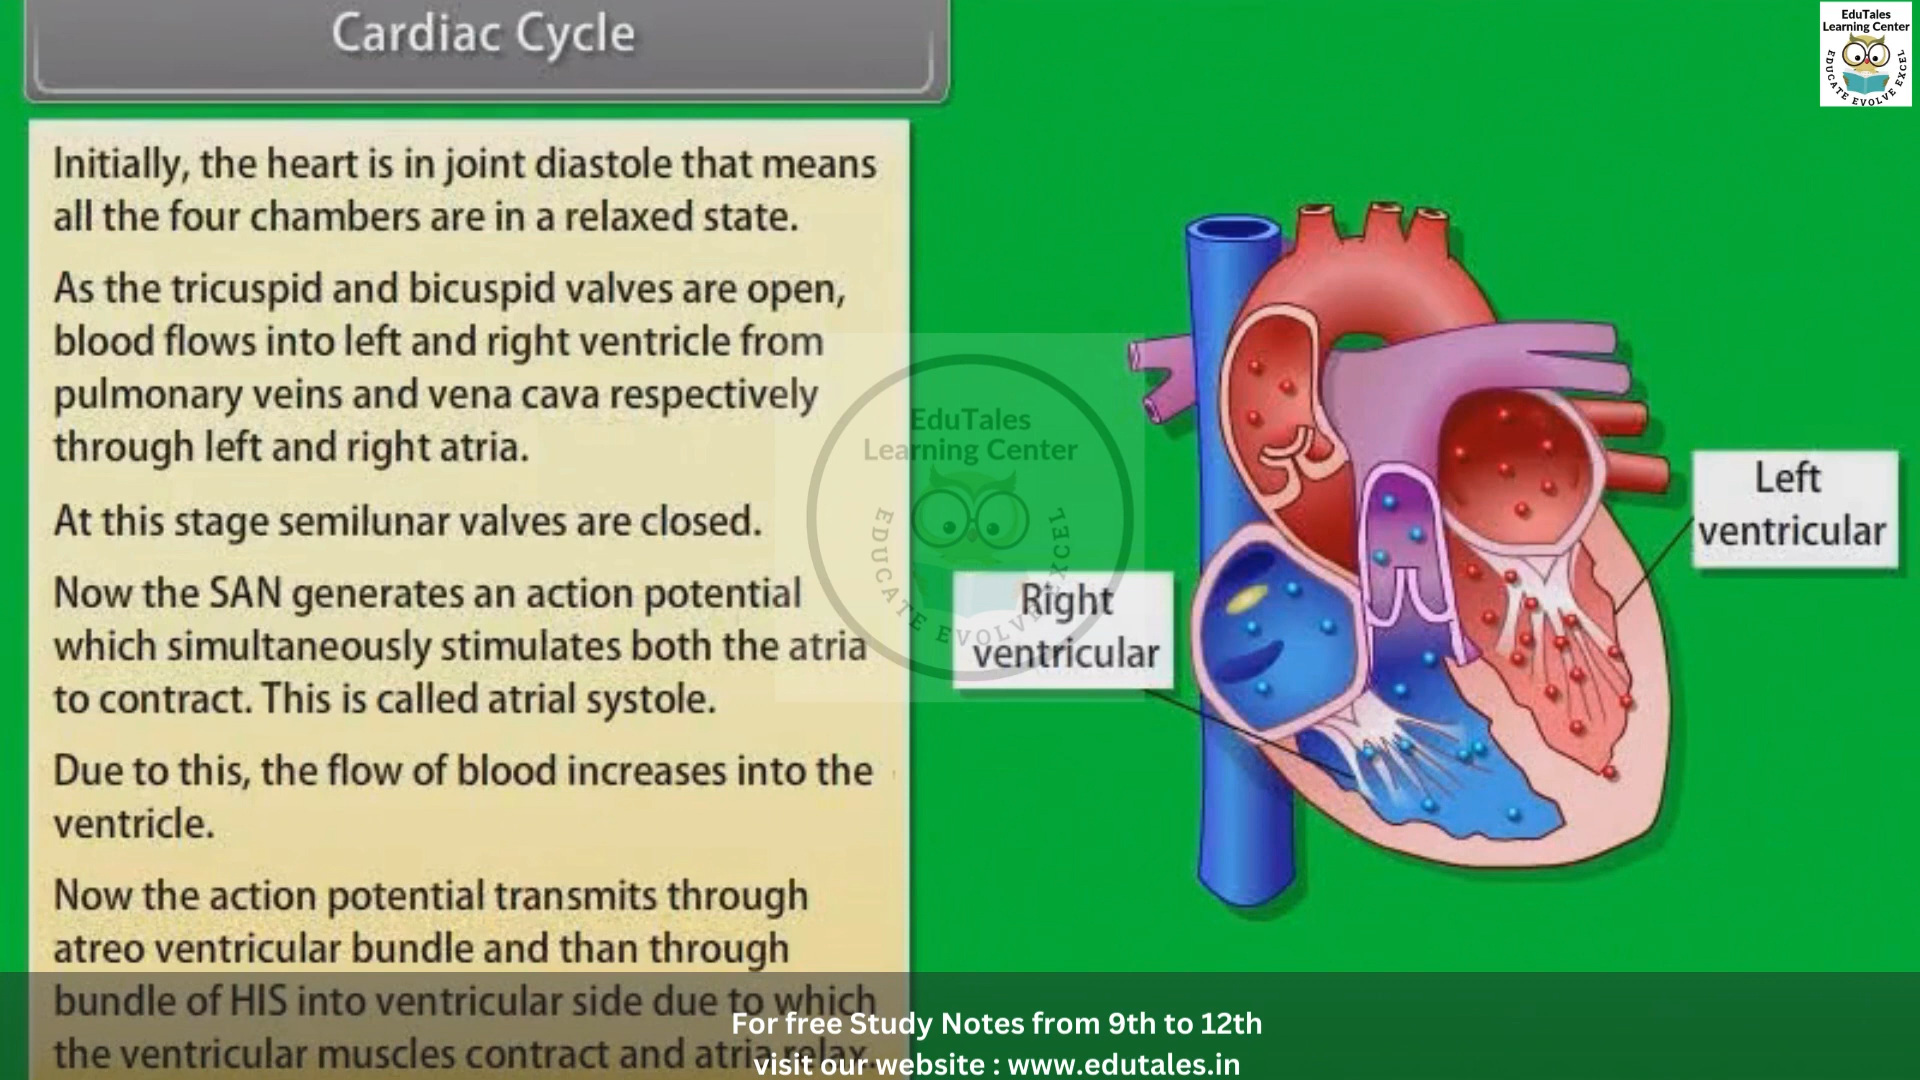 Cardiac Cycle
EduTales
Learning Center
EDUCATE EVOLVE EXCEL
Initially, the heart is in joint diastole that means
all the four chambers are in a relaxed state.
As the tricuspid and bicuspid valves are open,
blood flows into left and right ventricle from
pulmonary veins and vena cava respectively
through left and right atria.
At this stage semilunar valves are closed.
Now the SAN generates an action potential
which simultaneously stimulates both the atria
to contract. This is called atrial systole.
Due to this, the flow of blood increases into the
ventricle.
Now the action potential transmits through
atreo ventricular bundle and than through
bundle of HIS into ventricular side due to which
the ventricular muscles contract and atria relax.
EduTales
Learning Center
EDUCATE EVOLVE EXCEL
Left
ventricular
Right
ventricular
For free Study Notes from 9th to 12th
visit our website : www.edutales.in